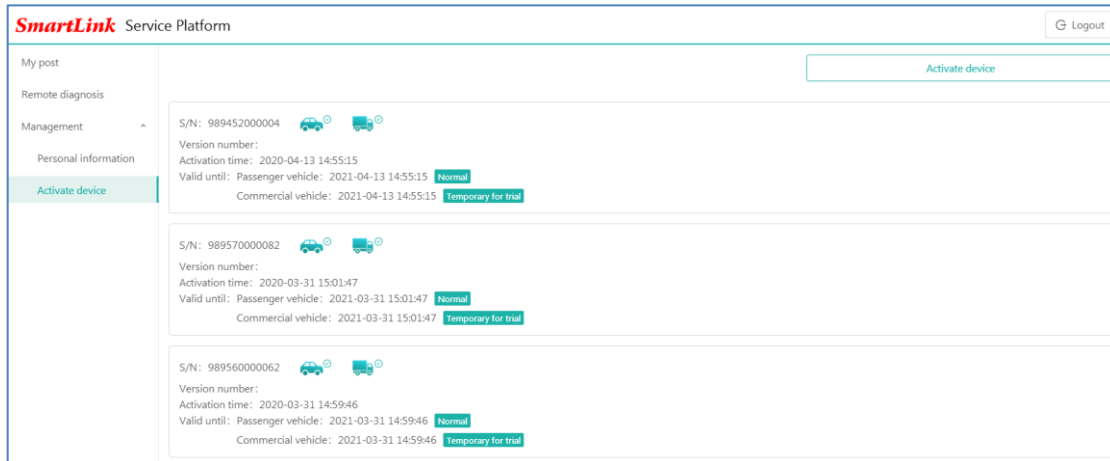 SmartLink Service Platform
Logout
My post
Remote diagnosis
Management
Personal information
Activate device
Activate device
S/N: 989452000004
Version number:
Activation time: 2020-04-13 14:55:15
Valid until: Passenger vehicle: 2021-04-13 14:55:15 Normal
Commercial vehicle: 2021-04-13 14:55:15 Temporary for trial
S/N: 989570000082
Version number:
Activation time: 2020-03-31 15:01:47
Valid until: Passenger vehicle: 2021-03-31 15:01:47 Normal
Commercial vehicle: 2021-03-31 15:01:47 Temporary for trial
S/N: 989560000062
Version number:
Activation time: 2020-03-31 14:59:46
Valid until: Passenger vehicle: 2021-03-31 14:59:46 Normal
Commercial vehicle: 2021-03-31 14:59:46 Temporary for trial